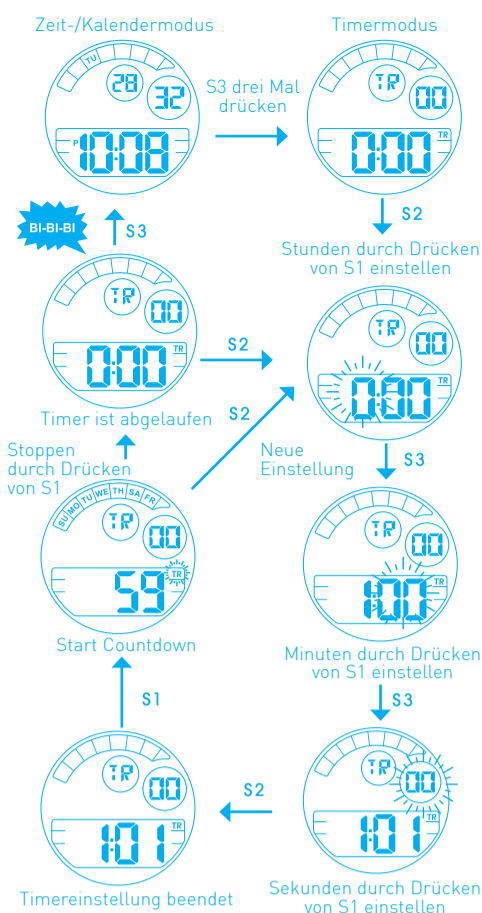 Zeit-/Kalendermodus
TU
28
32
P 10:08
S3 drei Mal
drücken
Timermodus
TR
00
TR
0:00
S2
Stunden durch Drücken
von S1 einstellen
TR
00
TR
0:00
S3
Minuten durch Drücken
von S1 einstellen
TR
00
TR
1:00
S3
Sekunden durch Drücken
von S1 einstellen
TR
00
TR
1:01
S2
Timereinstellung beendet
TR
00
TR
1:01
S1
Start Countdown
SU MO TU WE TH SA FR
TR
00
TR
59
Stoppen
durch Drücken
von S1
S2
Neue
Einstellung
Timer ist abgelaufen
TR
00
TR
0:00
S2
BI-BI-BI
S3